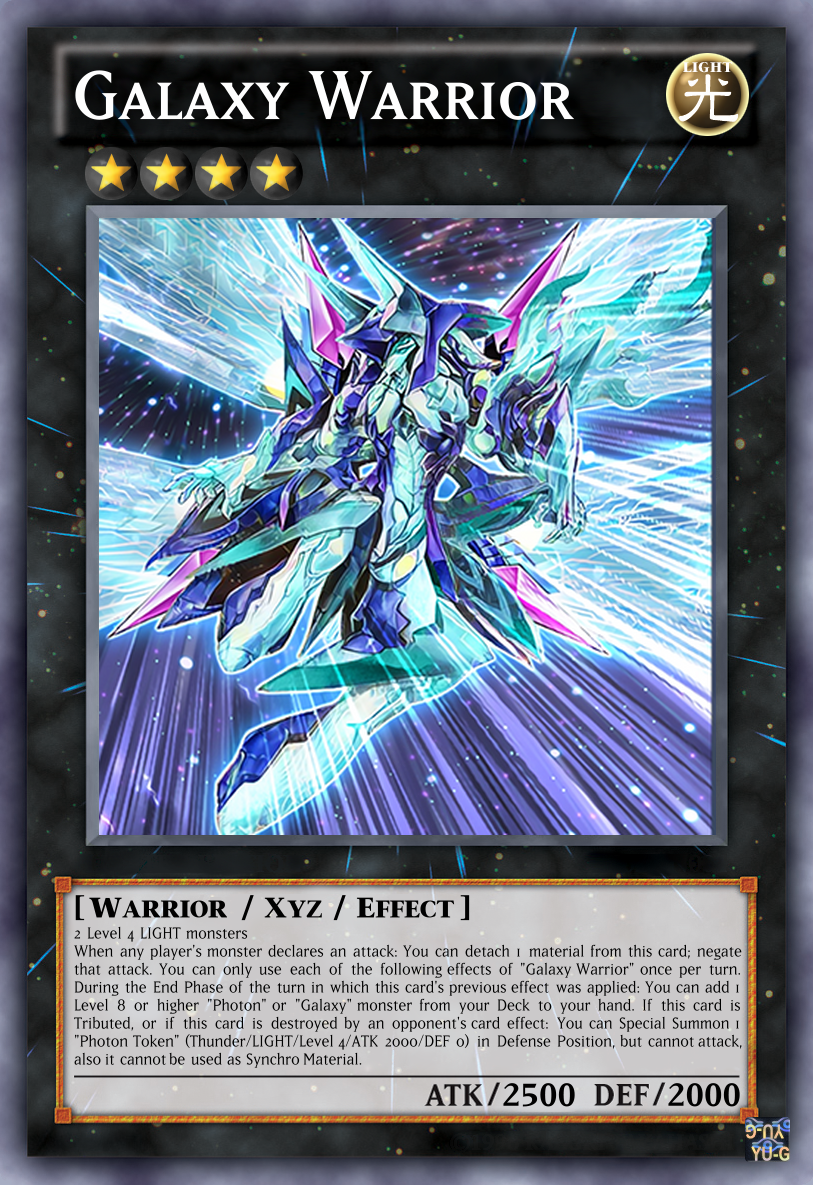 Galaxy Warrior
LIGHT
光
[ Warrior / Xyz / Effect ]
2 Level 4 LIGHT monsters
When any player's monster declares an attack: You can detach 1 material from this card; negate
that attack. You can only use each of the following effects of "Galaxy Warrior" once per turn.
During the End Phase of the turn in which this card's previous effect was applied: You can add 1
Level 8 or higher "Photon" or "Galaxy" monster from your Deck to your hand. If this card is
Tributed, or if this card is destroyed by an opponent's card effect: You can Special Summon 1
"Photon Token" (Thunder/LIGHT/Level 4/ATK 2000/DEF 0) in Defense Position, but cannot attack,
also it cannot be used as Synchro Material.
ATK/2500 DEF/2000
YU-G
YU-G